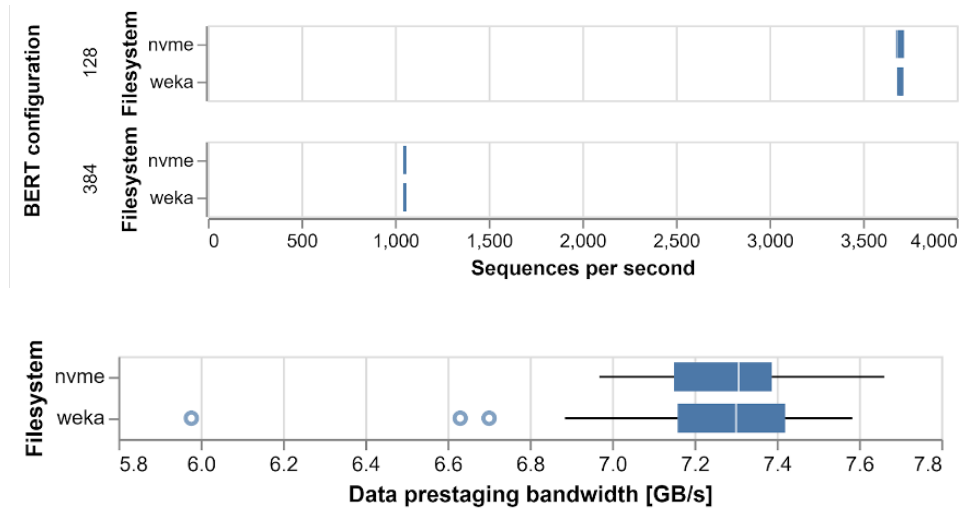 BERT configuration
128
Filesystem
nvme
weka
384
Filesystem
nvme
weka
0 500 1,000 1,500 2,000 2,500 3,000 3,500 4,000
Sequences per second
Filesystem
nvme
weka
5.8 6.0 6.2 6.4 6.6 6.8 7.0 7.2 7.4 7.6 7.8
Data prestaging bandwidth [GB/s]